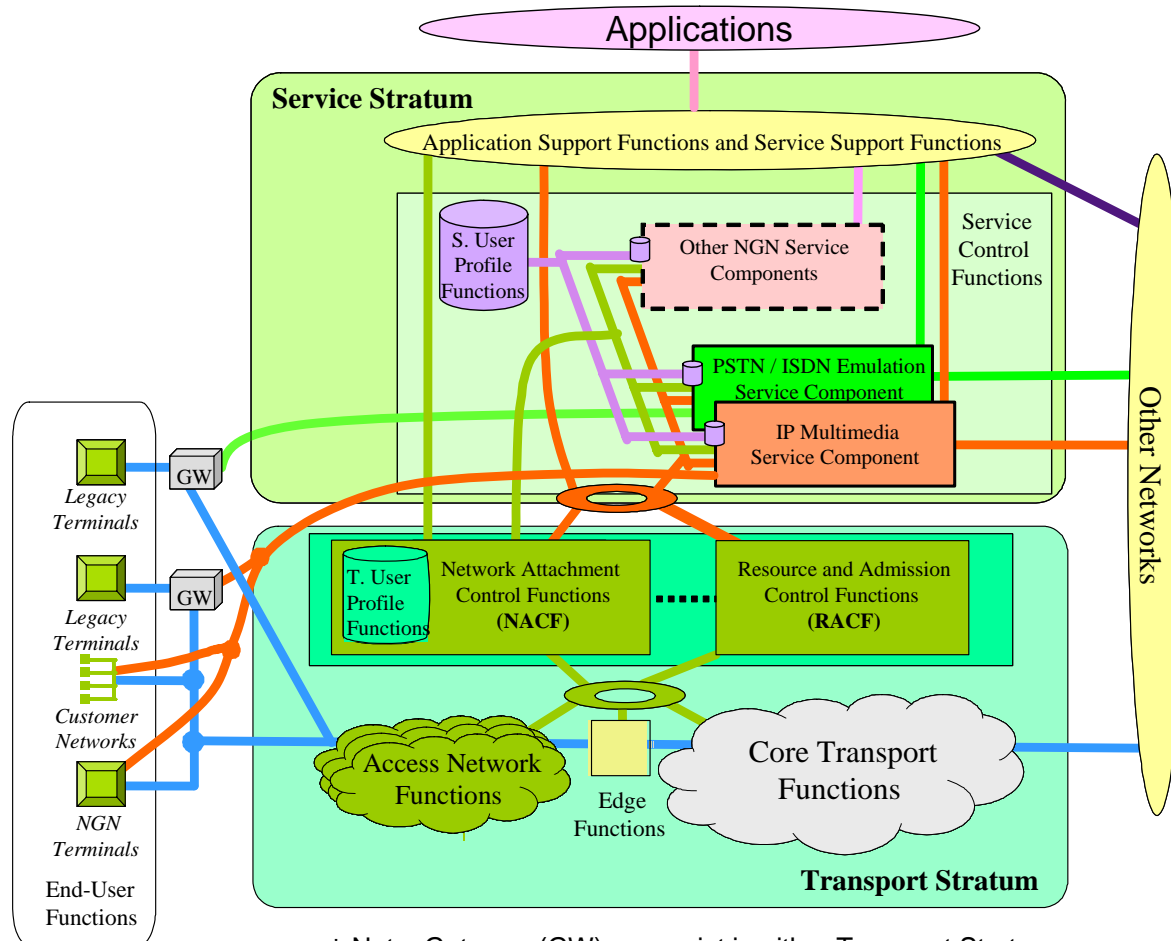 Applications
Service Stratum
Application Support Functions and Service Support Functions
S. User
Profile
Functions
Other NGN Service
Components
Service
Control
Functions
PSTN / ISDN Emulation
Service Component
IP Multimedia
Service Component
Other Networks
GW
Legacy
Terminals
GW
Legacy
Terminals
Customer
Networks
NGN
Terminals
End-User
Functions
T. User
Profile
Functions
Network Attachment
Control Functions
(NACF)
Resource and Admission
Control Functions
(RACF)
Access Network
Functions
Edge
Functions
Core Transport
Functions
Transport Stratum